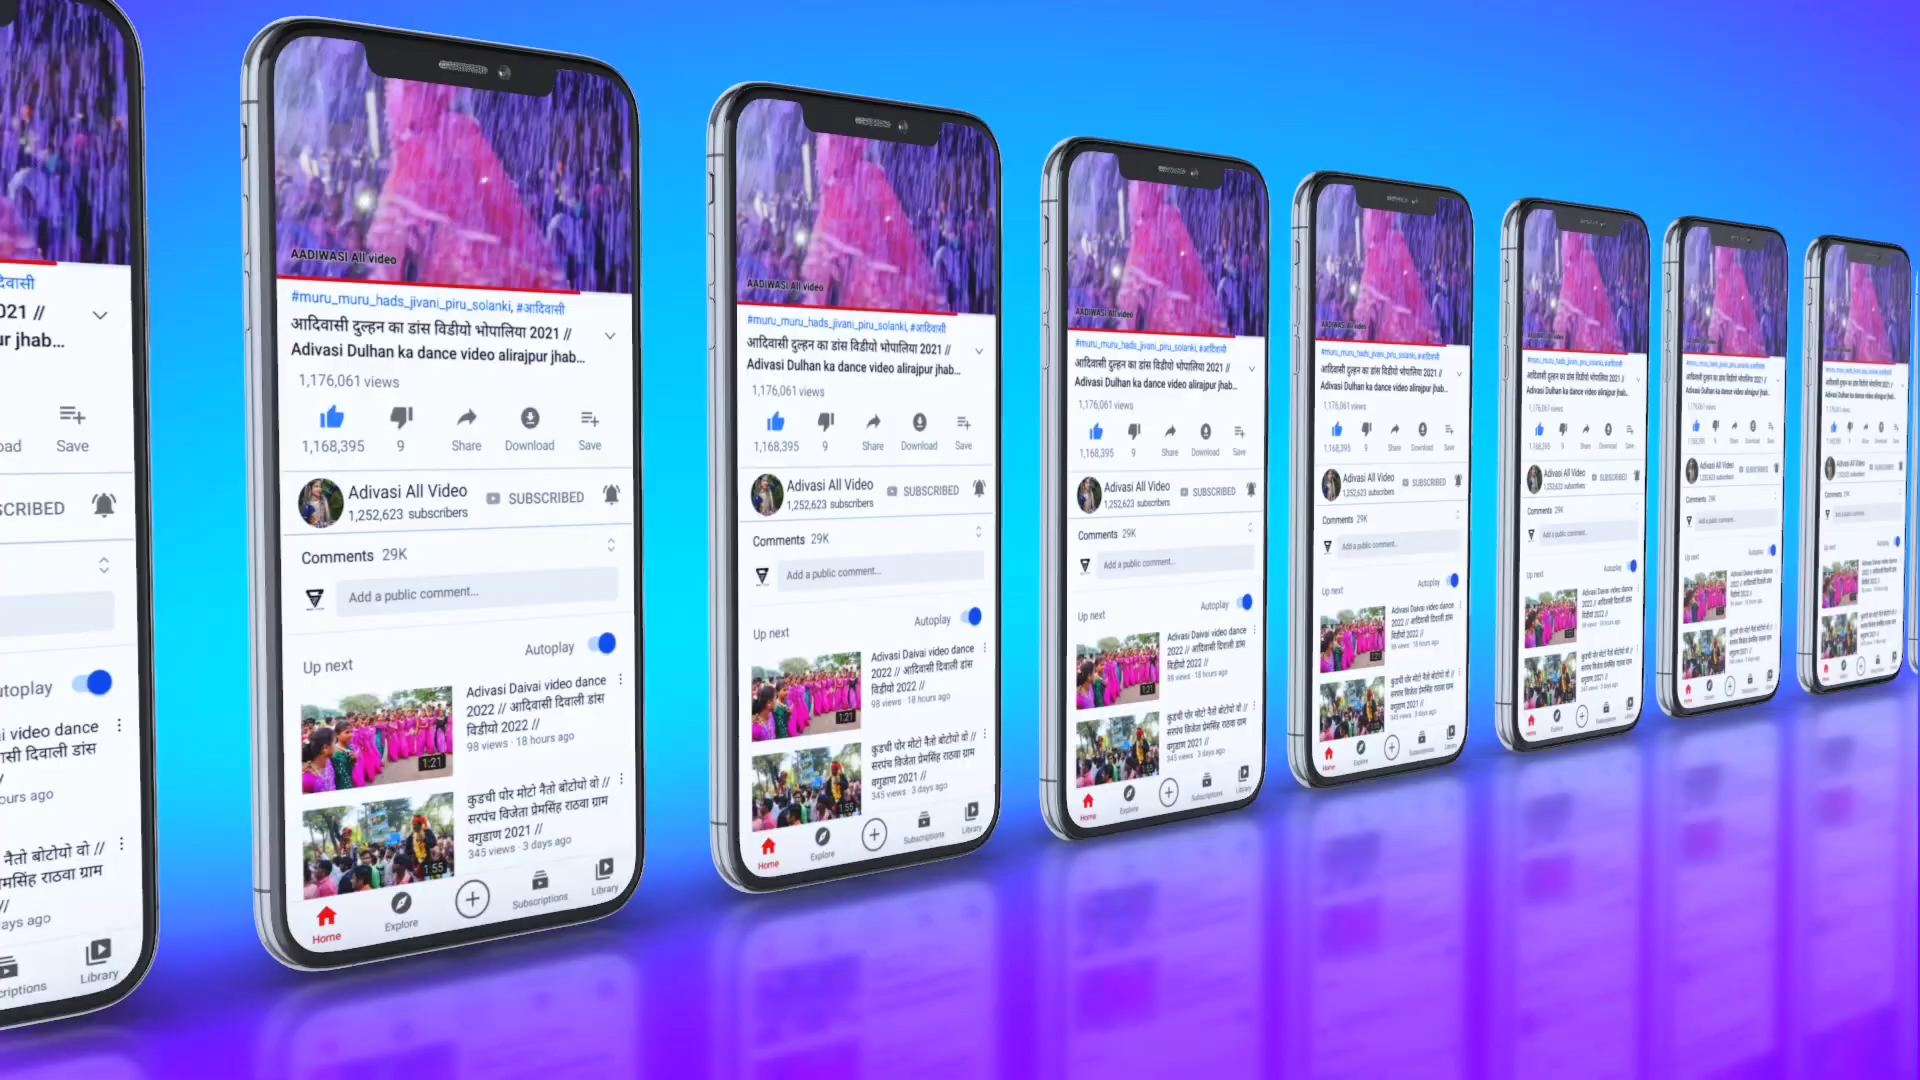 AADIWASI All video
#muru_muru_hads_jivani_piru_solanki, #आदिवासी
आदिवासी दुल्हन का डांस विडीयो भोपालिया 2021 //
Adivasi Dulhan ka dance video alirajpur jhab...
1,176,061 views
1,168,395 9 Share Download Save
Adivasi All Video
1,252,623 subscribers
SUBSCRIBED
Comments 29K
Add a public comment...
Autoplay
Up next
Adivasi Daivai video dance
2022 // आदिवासी दिवाली डांस
विडीयो 2022 //
98 views · 18 hours ago
1:21
कुडची पोर मोटो नैतो बोटोयो वो //
सरपंच विजेता प्रेमसिंह राठवा ग्राम
वगुडाण 2021 //
345 views · 3 days ago
1:55
Home Explore Subscriptions Library